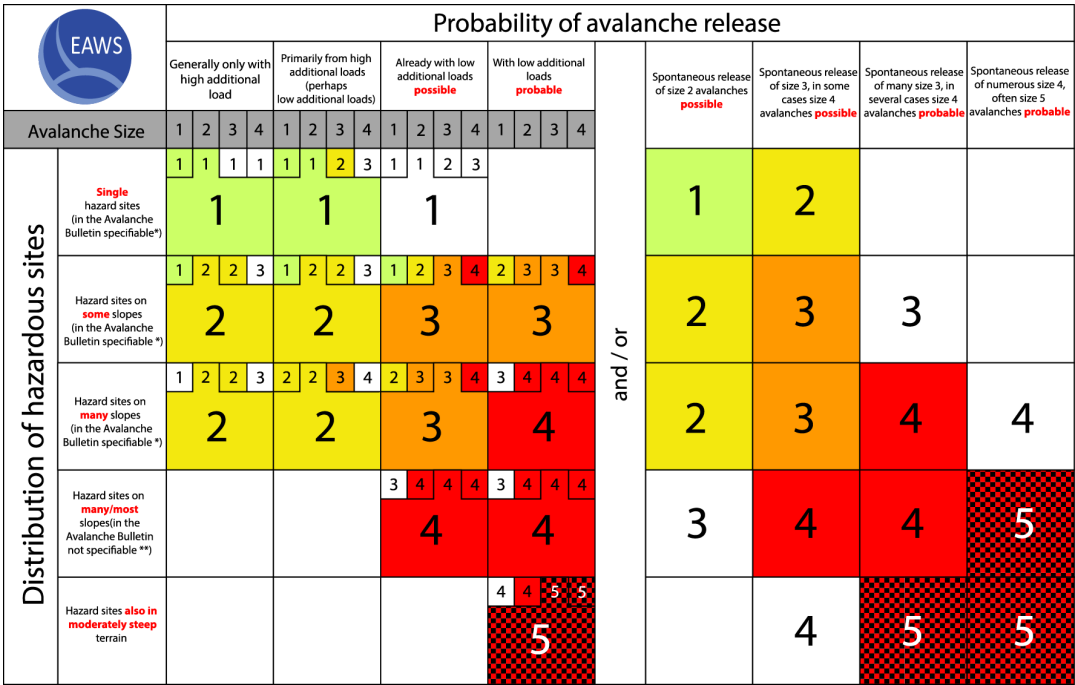 EAWS
Probability of avalanche release
Generally only with
high additional
load
Primarily from high
additional loads
(perhaps
low additional loads)
Already with low
additional loads
possible
With low additional
loads
probable
Spontaneous release
of size 2 avalanches
possible
Spontaneous release
of size 3, in some
cases size 4
avalanches possible
Spontaneous release
of many size 3, in
several cases size 4
avalanches probable
Spontaneous release
of numerous size 4,
often size 5
avalanches probable
Avalanche Size
1 2 3 4 1 2 3 4 1 2 3 4 1 2 3 4
Distribution of hazardous sites
and / or
Single
hazard sites
(in the Avalanche
Bulletin specifiable*)
1 1 1 1 1 1 2 3 1 1 2 3
1 1 1 1 2
Hazard sites on
some slopes
(in the Avalanche
Bulletin specifiable *)
1 2 2 3 1 2 2 3 1 2 3 4 2 3 3 4
2 2 3 3 2 3 3
Hazard sites on
many slopes
(in the Avalanche
Bulletin specifiable *)
1 2 2 3 2 2 3 4 2 3 3 4 3 4 4 4
2 2 3 4 2 3 4 4
Hazard sites on
many/most
slopes(in the
Avalanche Bulletin
not specifiable **)
3 4 4 4 3 4 4 4
4 4 3 4 4 5
Hazard sites also in
moderately steep
terrain
4 4 5 5
5 4 5 5